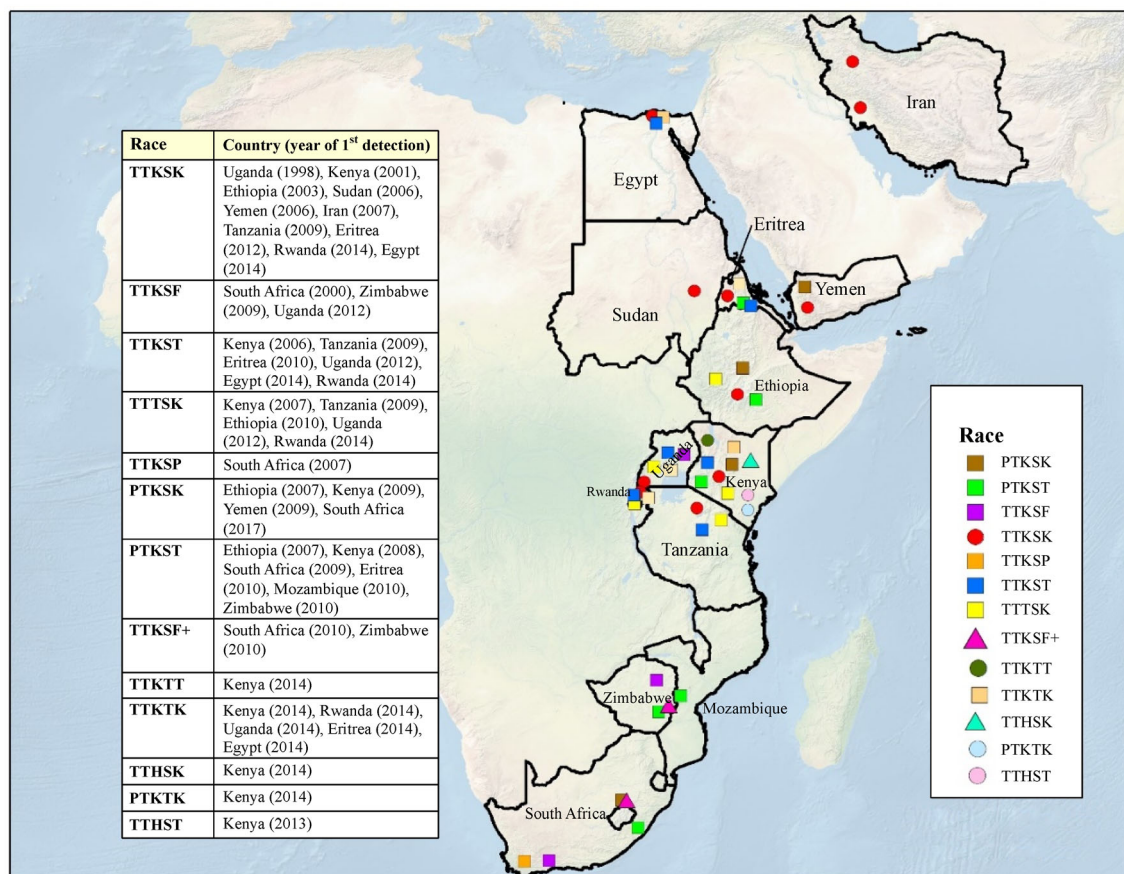 Race Country (year of 1st detection)
TTKSK Uganda (1998), Kenya (2001),
Ethiopia (2003), Sudan (2006),
Yemen (2006), Iran (2007),
Tanzania (2009), Eritrea
(2012), Rwanda (2014), Egypt
(2014)
TTKSF South Africa (2000), Zimbabwe
(2009), Uganda (2012)
TTKST Kenya (2006), Tanzania (2009),
Eritrea (2010), Uganda (2012),
Egypt (2014), Rwanda (2014)
TTTSK Kenya (2007), Tanzania (2009),
Ethiopia (2010), Uganda
(2012), Rwanda (2014)
TTKSP South Africa (2007)
PTKSK Ethiopia (2007), Kenya (2009),
Yemen (2009), South Africa
(2017)
PTKST Ethiopia (2007), Kenya (2008),
South Africa (2009), Eritrea
(2010), Mozambique (2010),
Zimbabwe (2010)
TTKSF+ South Africa (2010), Zimbabwe
(2010)
TTKTT Kenya (2014)
TTKTK Kenya (2014), Rwanda (2014),
Uganda (2014), Eritrea (2014),
Egypt (2014)
TTHSK Kenya (2014)
PTKTK Kenya (2014)
TTHST Kenya (2013)
Iran
Egypt
Eritrea
Yemen
Sudan
Ethiopia
Uganda
Kenya
Rwanda
Tanzania
Zimbabwe
Mozambique
South Africa
Race
PTKSK
PTKST
TTKSF
TTKSK
TTKSP
TTKST
TTTSK
TTKSF+
TTKTT
TTKTK
TTHSK
PTKTK
TTHST